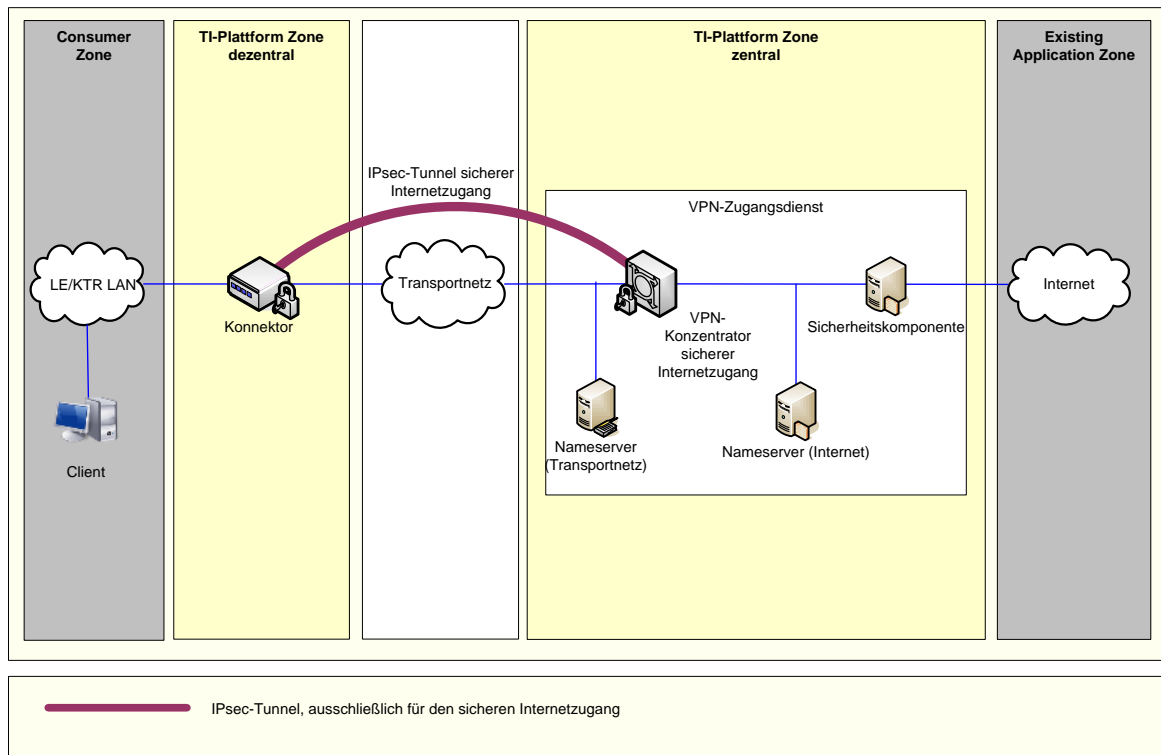 Consumer
Zone
TI-Plattform Zone
dezentral
TI-Plattform Zone
zentral
Existing
Application Zone
IPsec-Tunnel sicherer
Internetzugang
VPN-Zugangsdienst
LE/KTR LAN
Konnektor
Transportnetz
VPN-
Konzentrator
sicherer
Internetzugang
Sicherheitskomponente
Internet
Client
Nameserver
(Transportnetz)
Nameserver (Internet)
IPsec-Tunnel, ausschließlich für den sicheren Internetzugang